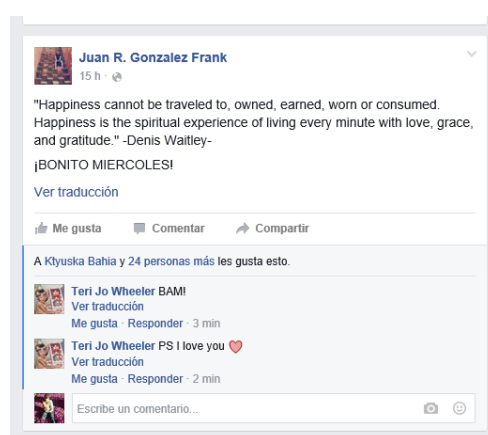 Juan R. Gonzalez Frank
15 h ·
"Happiness cannot be traveled to, owned, earned, worn or consumed.
Happiness is the spiritual experience of living every minute with love, grace,
and gratitude." -Denis Waitley-
¡BONITO MIERCOLES!
Ver traducción
Me gusta Comentar Compartir
A Ktyuska Bahia y 24 personas más les gusta esto.
Teri Jo Wheeler BAM!
Ver traducción
Me gusta · Responder · 3 min
Teri Jo Wheeler PS I love you
Ver traducción
Me gusta · Responder · 2 min
Escribe un comentario...